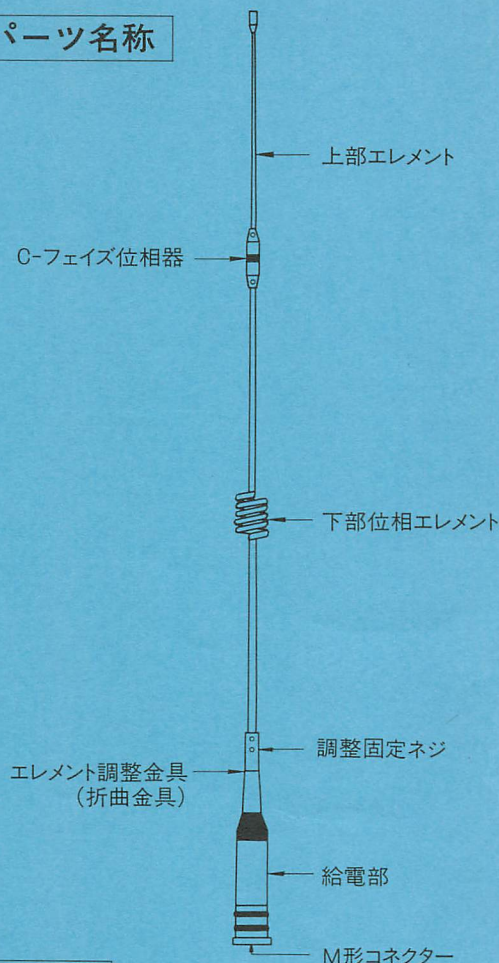 パーツ名称
上部エレメント
C-フェイズ位相器
下部位相エレメント
調整固定ネジ
エレメント調整金具
(折曲金具)
給電部
M形コネクター